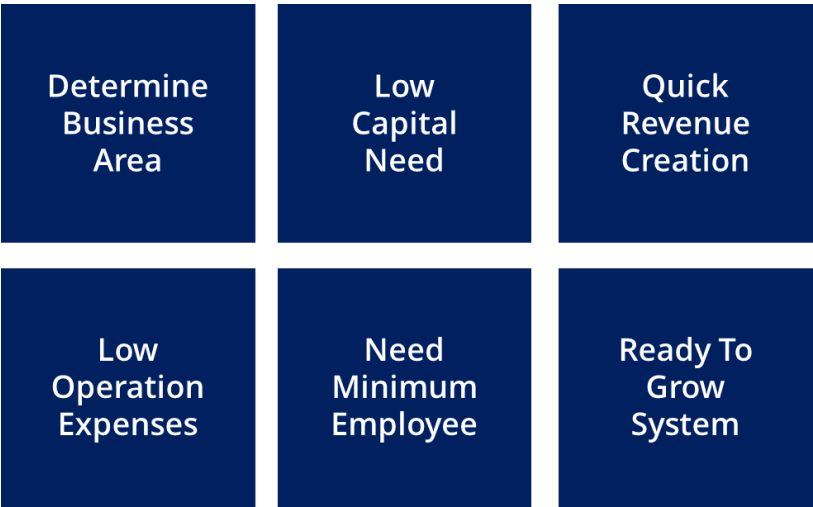 Determine
Business
Area
Low
Capital
Need
Quick
Revenue
Creation
Low
Operation
Expenses
Need
Minimum
Employee
Ready To
Grow
System